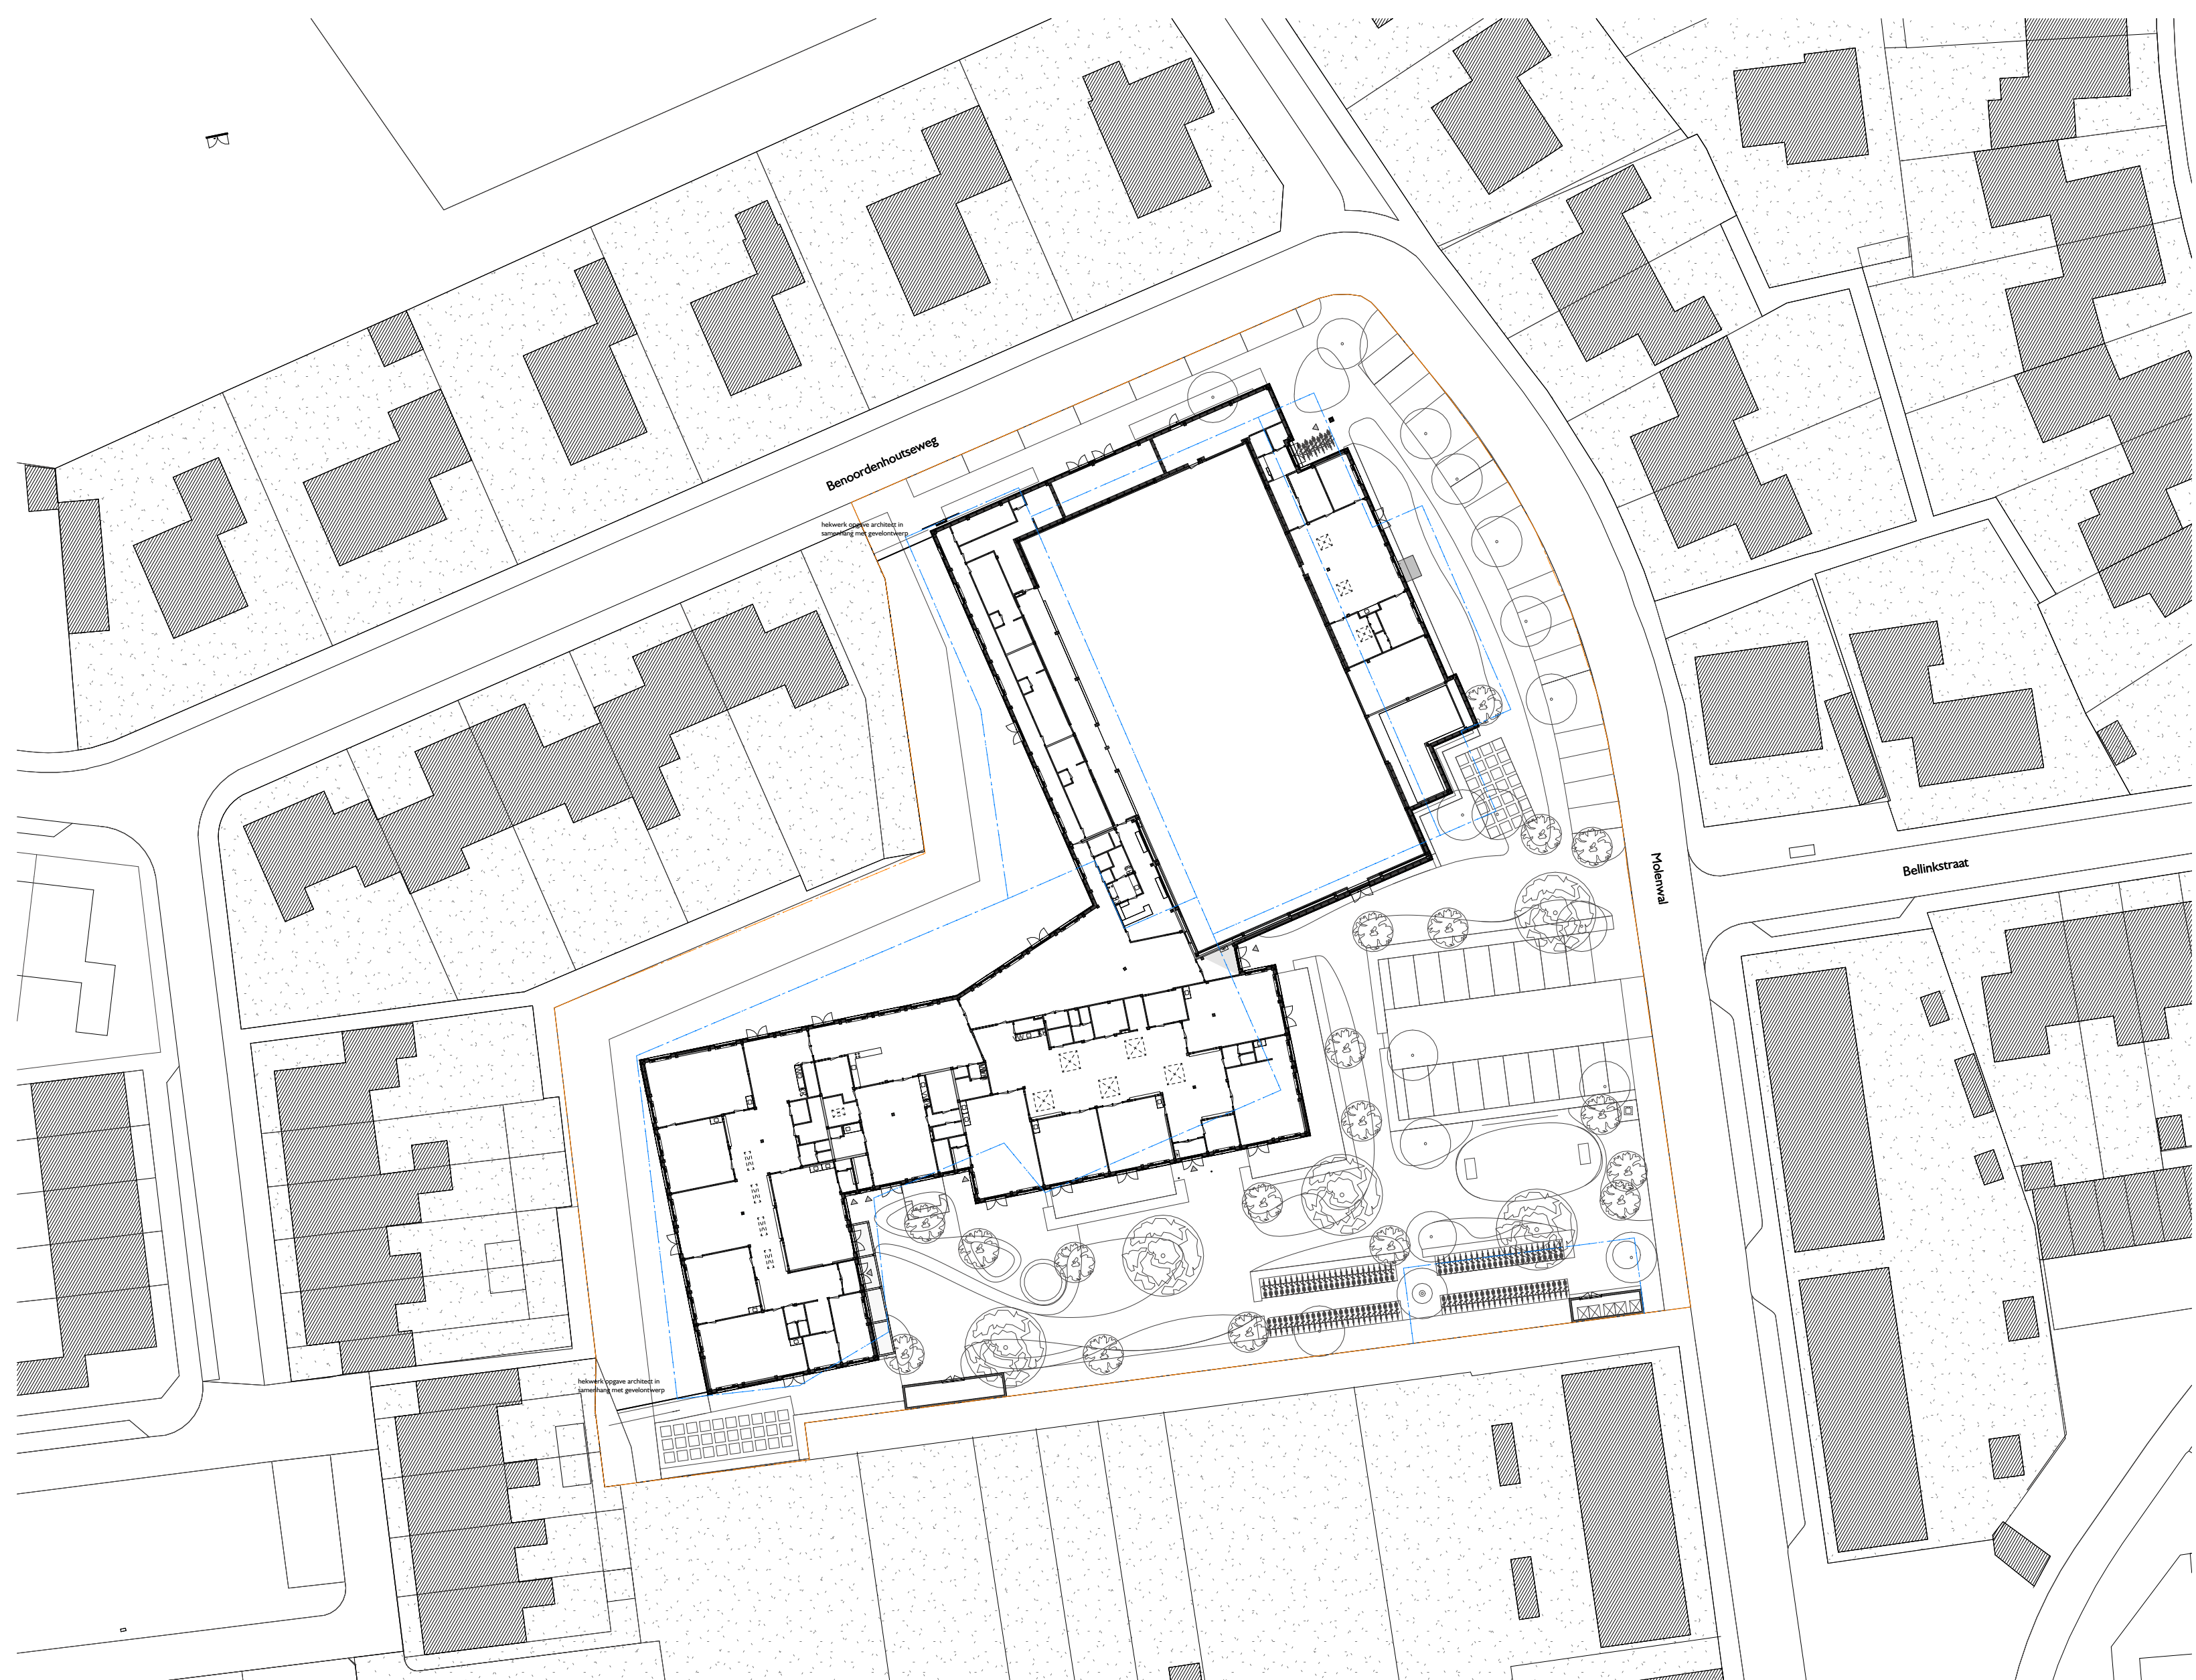 Benoordenhoutseweg
hekwerk opgave architect in
samenhang met gevelontwerp
Molenwal
Bellinkstraat
hekwerk opgave architect in
samenhang met gevelontwerp